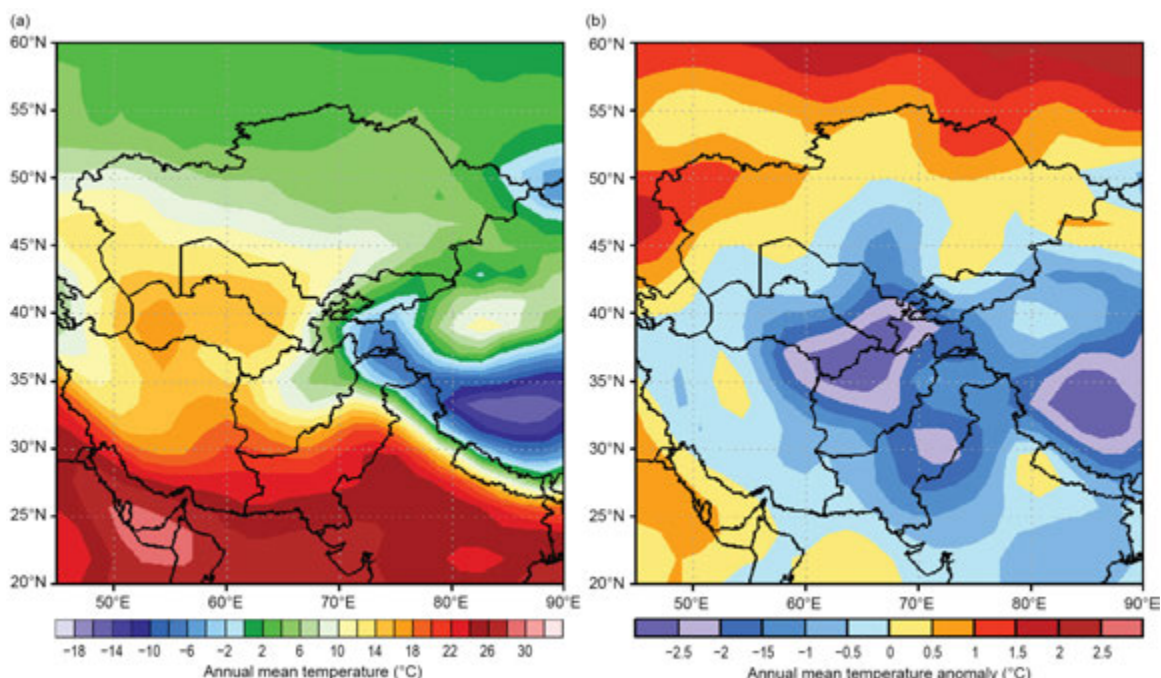 (a)
60°N
55°N
50°N
45°N
40°N
35°N
30°N
25°N
20°N
50°E 60°E 70°E 80°E 90°E
−18 −14 −10 −6 −2 2 6 10 14 18 22 26 30
Annual mean temperature (°C)
(b)
60°N
55°N
50°N
45°N
40°N
35°N
30°N
25°N
20°N
50°E 60°E 70°E 80°E 90°E
−2.5 −2 −15 −1 −0.5 0 0.5 1 1.5 2 2.5
Annual mean temperature anomaly (°C)